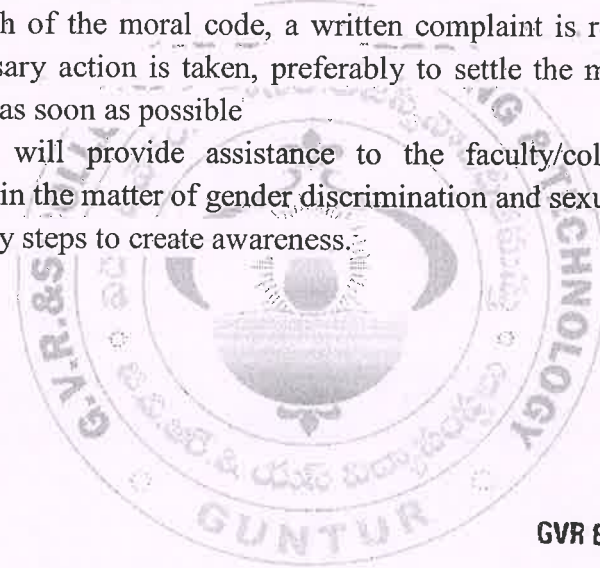 h of the moral code, a written complaint is r
sary action is taken, preferably to settle the m
as soon as possible
will provide assistance to the faculty/col
in the matter of gender discrimination and sexu
y steps to create awareness.
G.V.R.&S
G & TECHNOLOGY
GUNTUR
GVR &